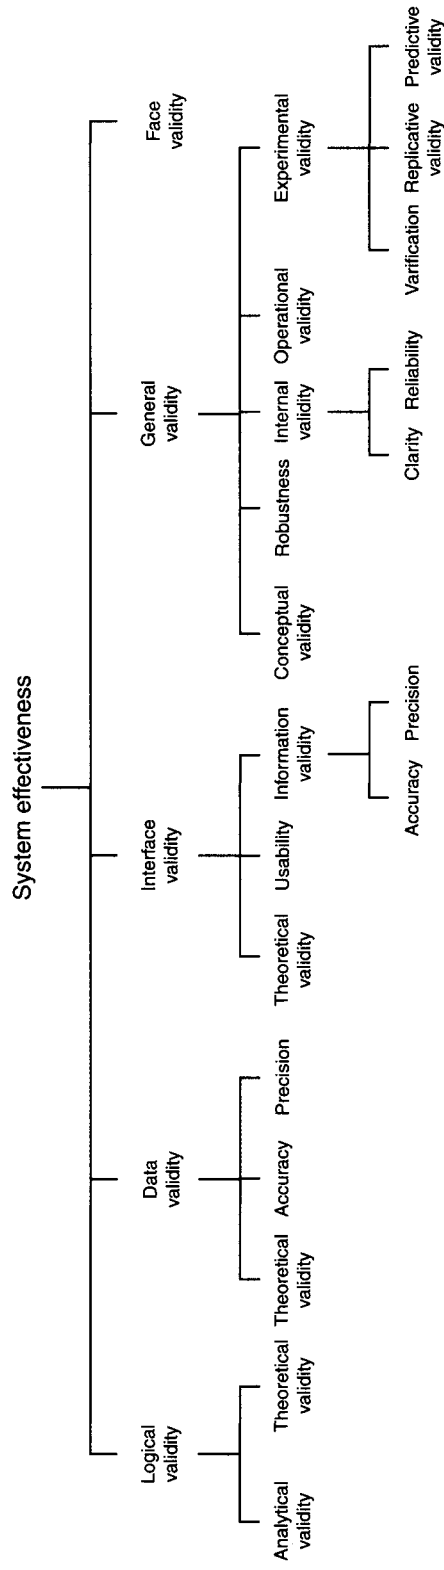 System effectiveness
Logical
validity
Data
validity
Interface
validity
General
validity
Face
validity
Analytical
validity
Theoretical
validity
Theoretical
validity
Accuracy
Precision
Theoretical
validity
Usability
Information
validity
Conceptual
validity
Robustness
Internal
validity
Operational
validity
Experimental
validity
Accuracy
Precision
Clarity
Reliability
Varification
Replicative
validity
Predictive
validity